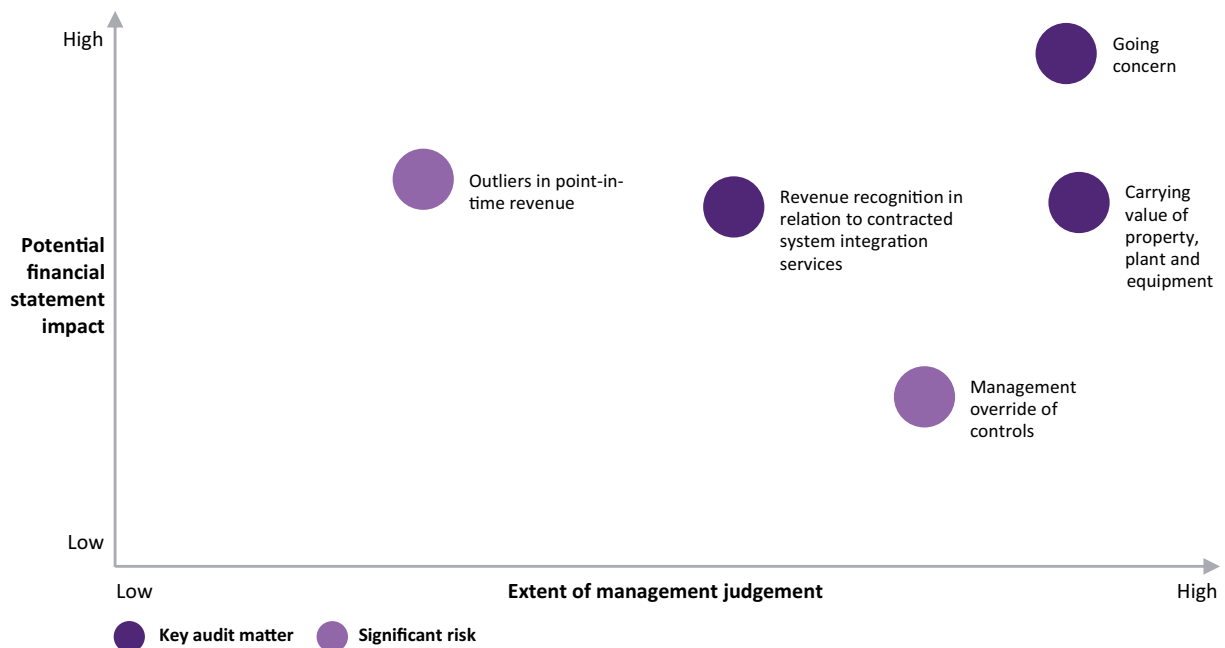 High
Going
concern
Outliers in point-in-
time revenue
Revenue recognition in
relation to contracted
system integration
services
Carrying
value of
property,
plant and
equipment
Potential
financial
statement
impact
Management
override of
controls
Low
Low
Extent of management judgement
High
Key audit matter
Significant risk